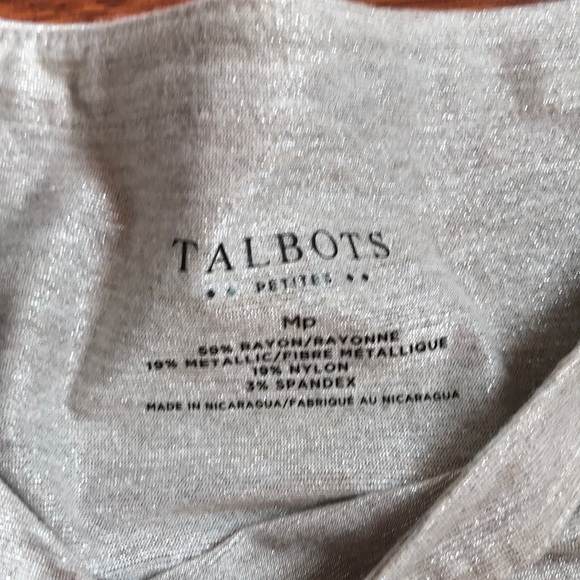 TALBOTS
PETITES
Mp
59% RAYON/RAYONNE
19% METALLIC/FIBRE MÉTALLIQUE
19% NYLON
3% SPANDEX
MADE IN NICARAGUA/FABRIQUÉ AU NICARAGUA